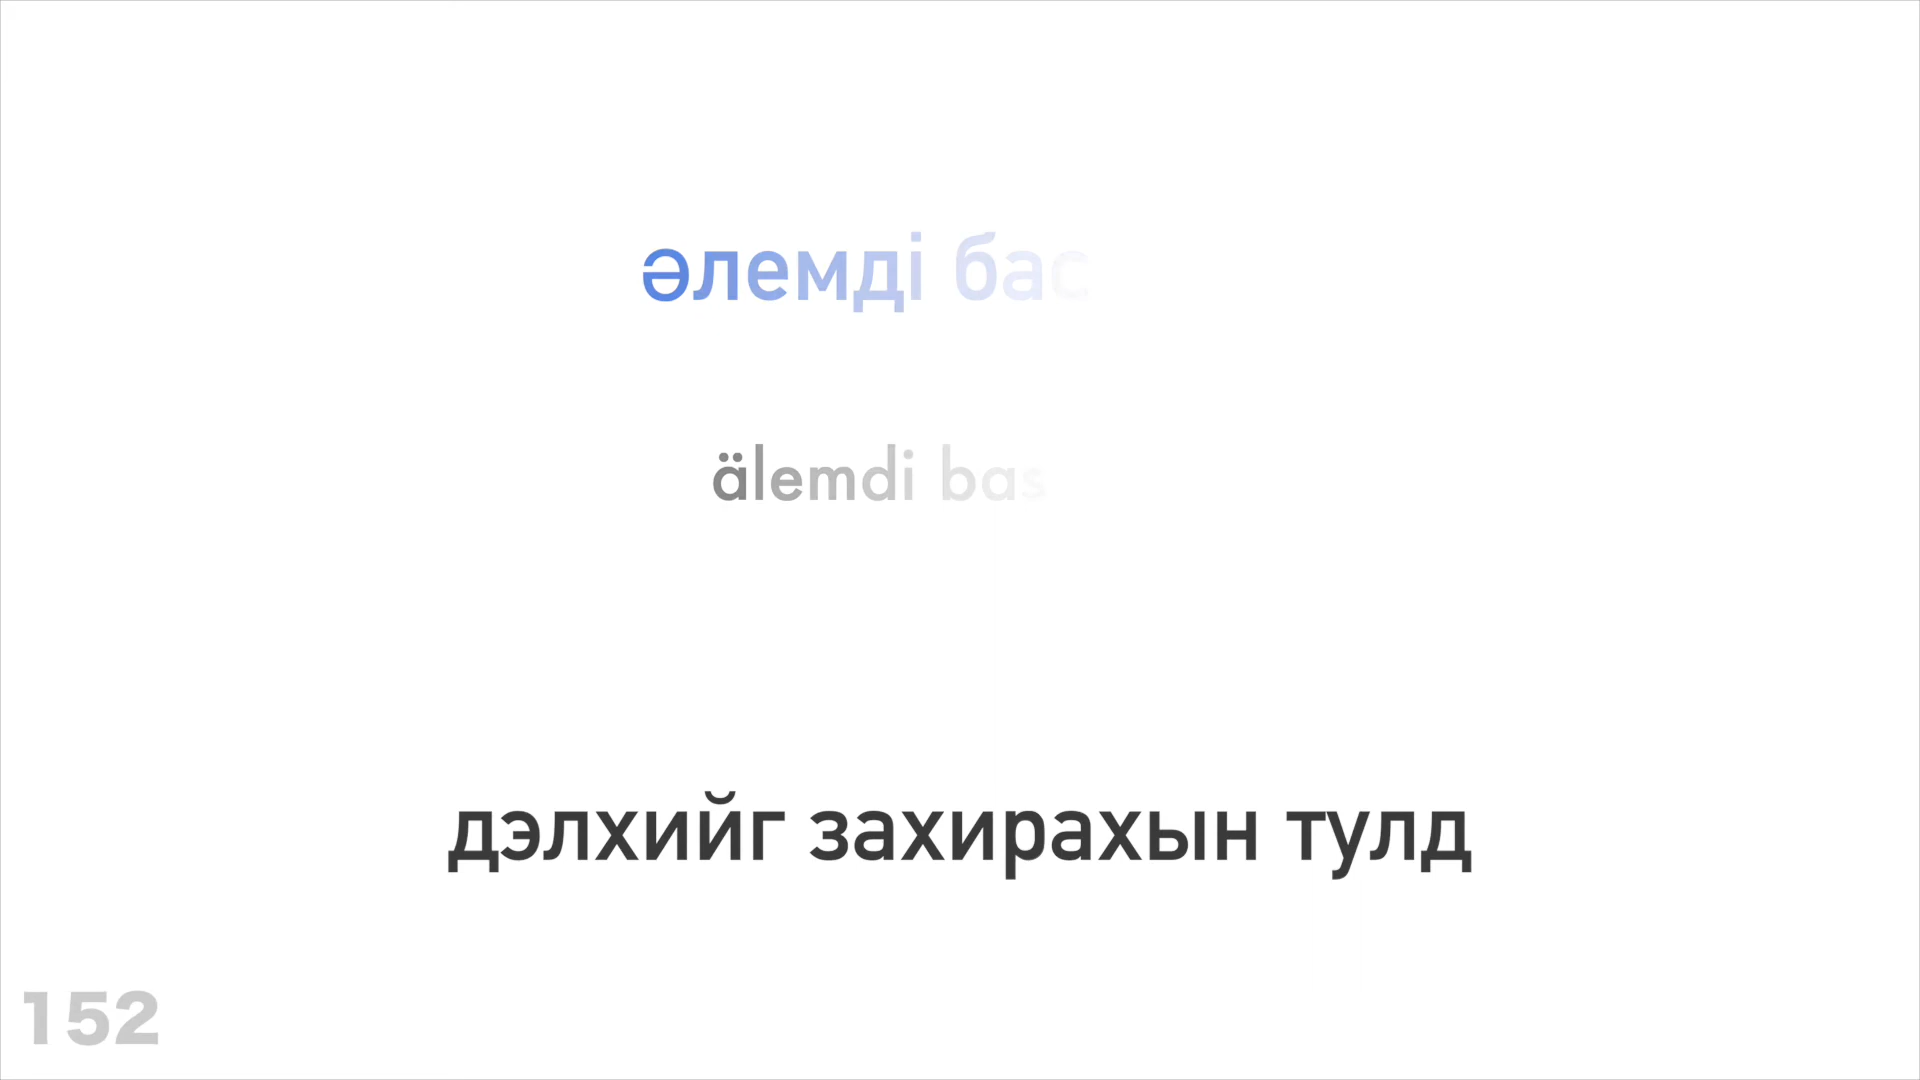 әлемді бас
älemdi bas
дэлхийг захирахын тулд
152